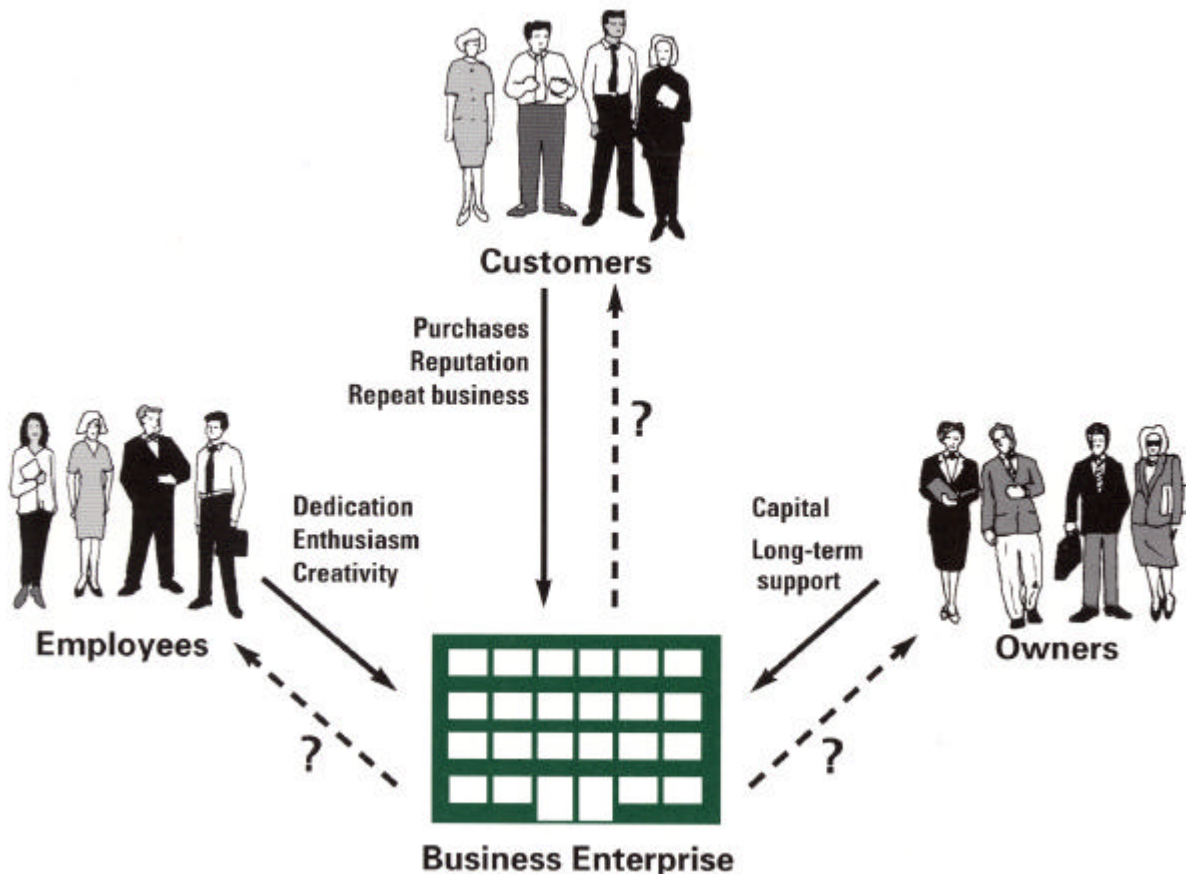 Customers
Purchases
Reputation
Repeat business
?
Dedication
Enthusiasm
Creativity
Capital
Long-term
support
Employees
Owners
?
?
Business Enterprise